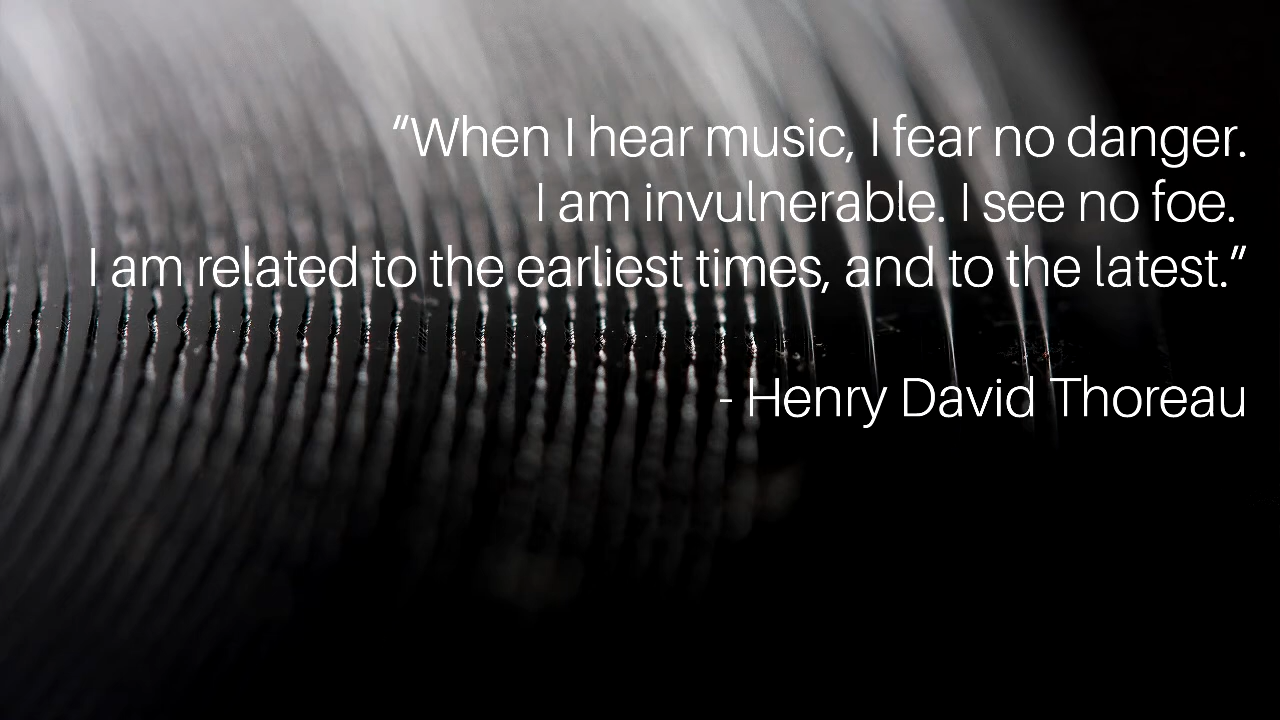 “When I hear music, I fear no danger.
I am invulnerable. I see no foe.
I am related to the earliest times, and to the latest.”
- Henry David Thoreau